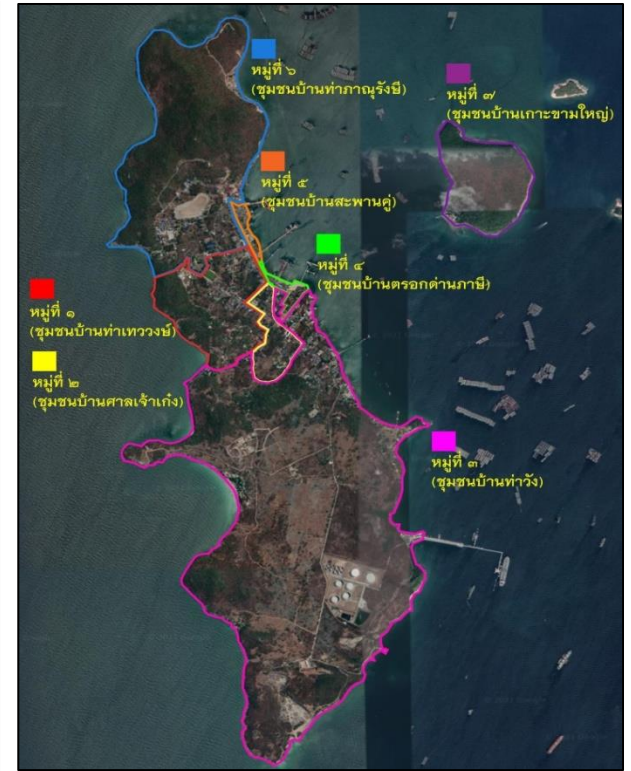 หมู่ที่ ๖
(ชุมชนบ้านท่าภาณุรังษี)
หมู่ที่ ๗
(ชุมชนบ้านเกาะขามใหญ่)
หมู่ที่ ๕
(ชุมชนบ้านสะพานคู่)
หมู่ที่ ๔
(ชุมชนบ้านตรอกด่านภาษี)
หมู่ที่ ๑
(ชุมชนบ้านท่าเทววงษ์)
หมู่ที่ ๒
(ชุมชนบ้านศาลเจ้าเก๋ง)
หมู่ที่ ๓
(ชุมชนบ้านท่าวัง)